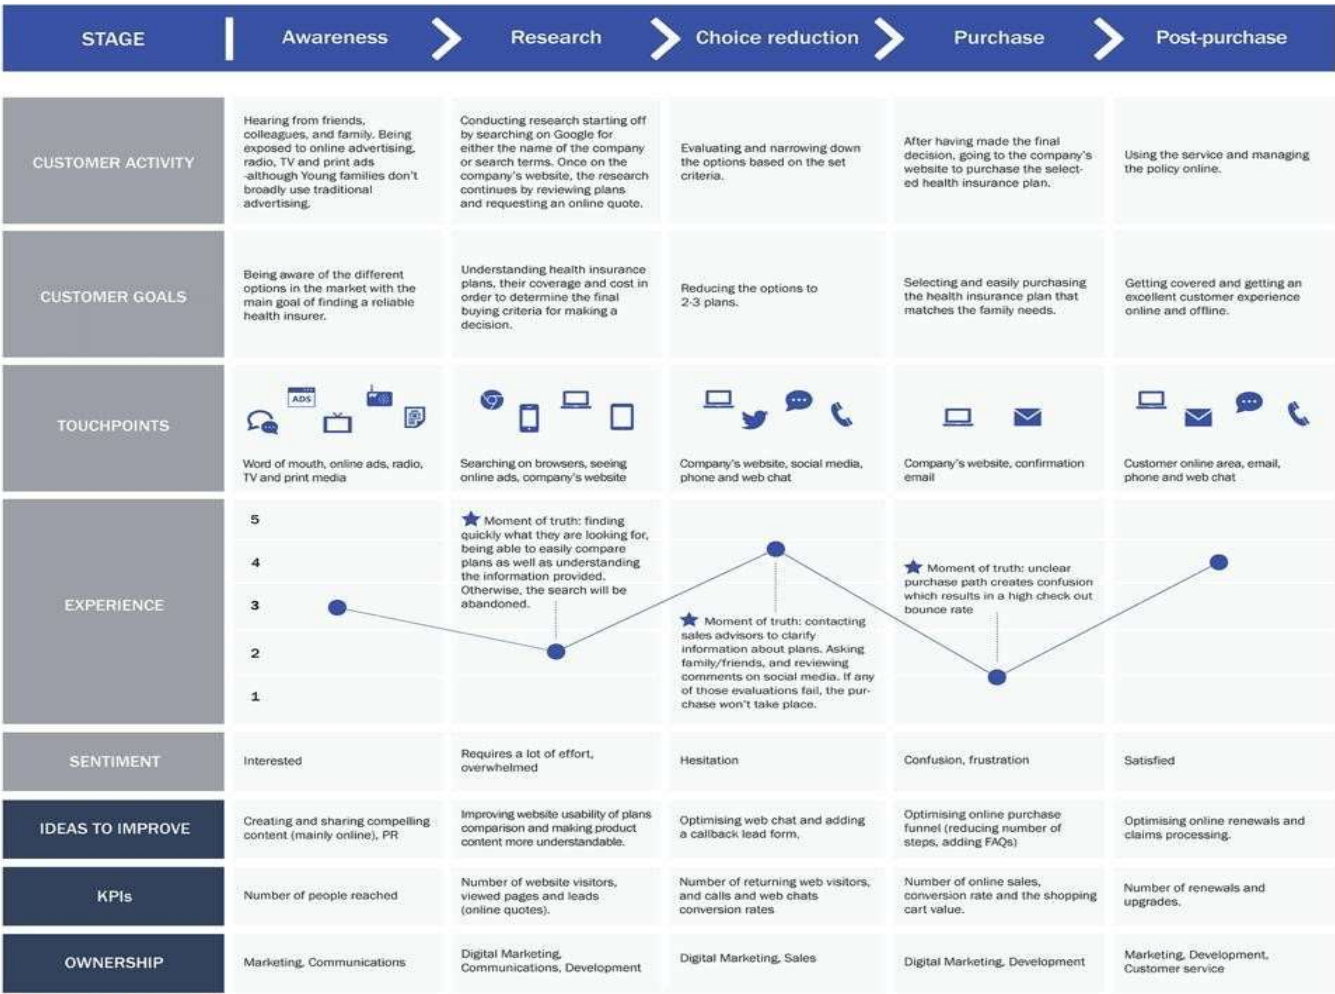 STAGE
Awareness
Research
Choice reduction
Purchase
Post-purchase
CUSTOMER ACTIVITY
Hearing from friends,
colleagues, and family. Being
exposed to online advertising,
radio, TV and print ads
-although Young families don't
broadly use traditional
advertising.
Conducting research starting off
by searching on Google for
either the name of the company
or search terms. Once on the
company's website, the research
continues by reviewing plans
and requesting an online quote.
Evaluating and narrowing down
the options based on the set
criteria.
After having made the final
decision, going to the company's
website to purchase the select-
ed health insurance plan.
Using the service and managing
the policy online.
CUSTOMER GOALS
Being aware of the different
options in the market with the
main goal of finding a reliable
health insurer.
Understanding health insurance
plans, their coverage and cost in
order to determine the final
buying criteria for making a
decision.
Reducing the options to
2-3 plans.
Selecting and easily purchasing
the health insurance plan that
matches the family needs.
Getting covered and getting an
excellent customer experience
online and offline.
TOUCHPOINTS
ADS
Word of mouth, online ads, radio,
TV and print media
Searching on browsers, seeing
online ads, company's website
Company's website, social media,
phone and web chat
Company's website, confirmation
email
Customer online area, email,
phone and web chat
EXPERIENCE
5
4
3
2
1
Moment of truth: finding
quickly what they are looking for,
being able to easily compare
plans as well as understanding
the information provided.
Otherwise, the search will be
abandoned.
Moment of truth: contacting
sales advisors to clarify
information about plans. Asking
family/friends, and reviewing
comments on social media. If any
of those evaluations fail, the pur-
chase won't take place.
Moment of truth: unclear
purchase path creates confusion
which results in a high check out
bounce rate
SENTIMENT
Interested
Requires a lot of effort,
overwhelmed
Hesitation
Confusion, frustration
Satisfied
IDEAS TO IMPROVE
Creating and sharing compelling
content (mainly online), PR
Improving website usability of plans
comparison and making product
content more understandable.
Optimising web chat and adding
a callback lead form.
Optimising online purchase
funnel (reducing number of
steps, adding FAQs)
Optimising online renewals and
claims processing.
KPIs
Number of people reached
Number of website visitors,
viewed pages and leads
(online quotes).
Number of returning web visitors,
and calls and web chats
conversion rates
Number of online sales,
conversion rate and the shopping
cart value.
Number of renewals and
upgrades.
OWNERSHIP
Marketing, Communications
Digital Marketing,
Communications, Development
Digital Marketing, Sales
Digital Marketing, Development
Marketing, Development,
Customer service